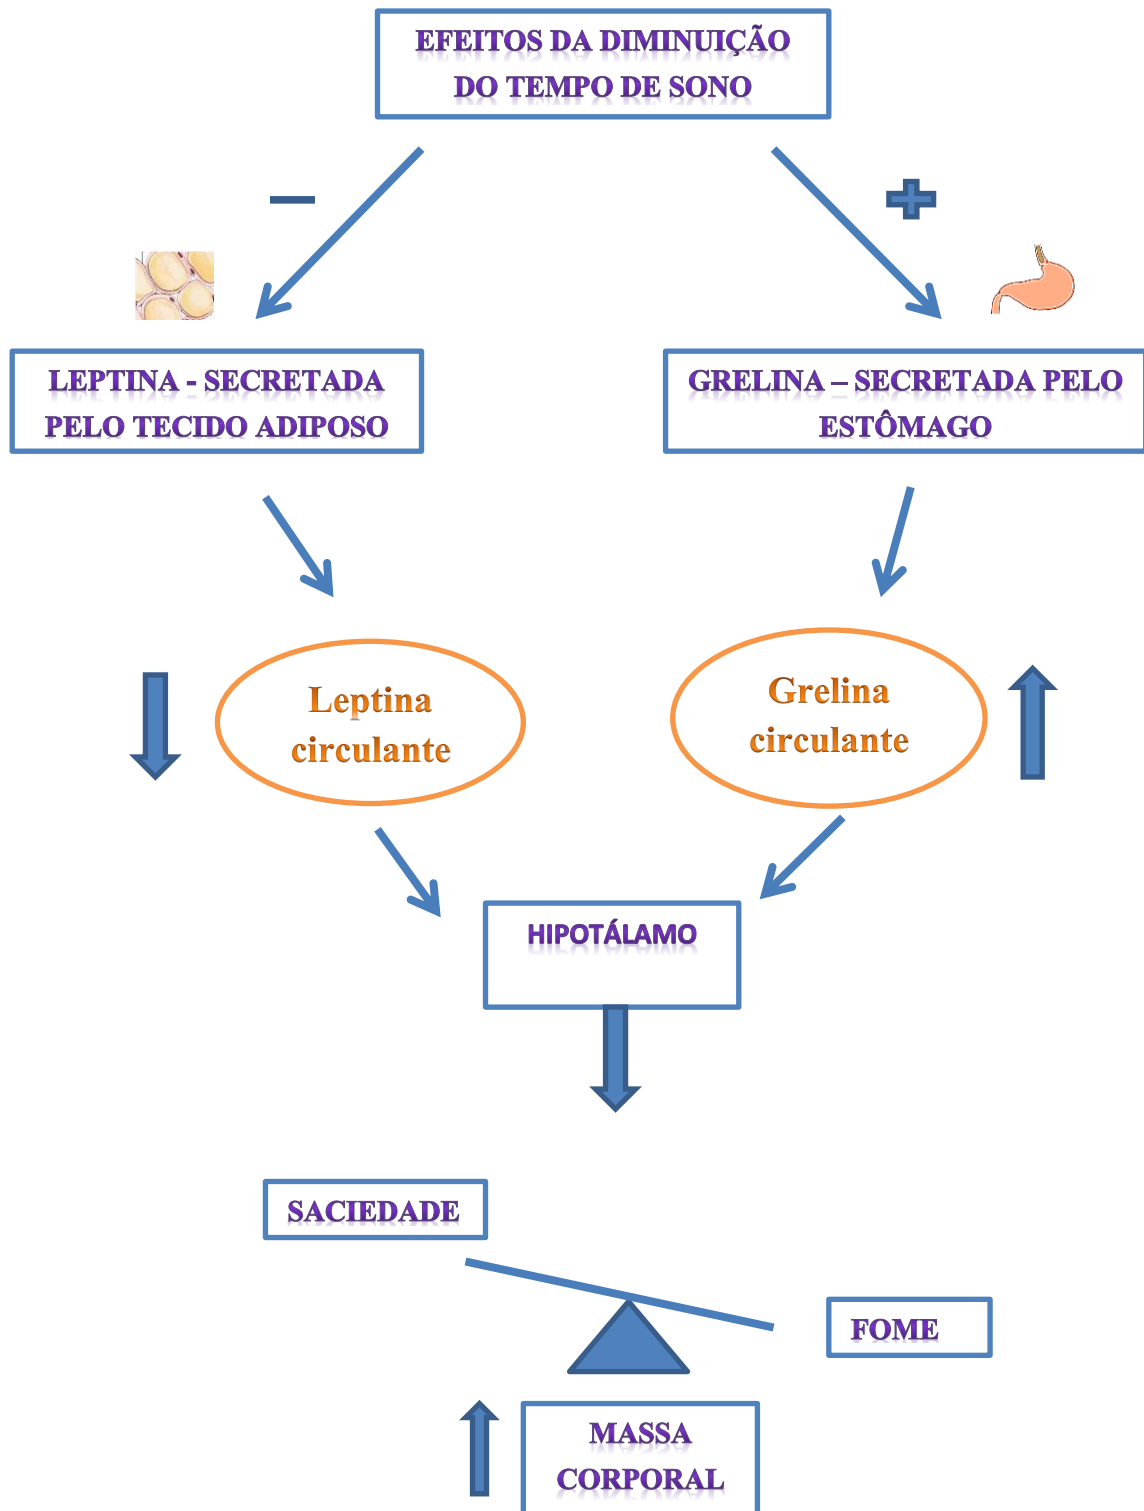 EFEITOS DA DIMINUIÇÃO
DO TEMPO DE SONO
LEPTINA - SECRETADA
PELO TECIDO ADIPOSO
GRELINA – SECRETADA PELO
ESTÔMAGO
Leptina
circulante
Grelina
circulante
HIPOTÁLAMO
SACIEDADE
FOME
MASSA
CORPORAL